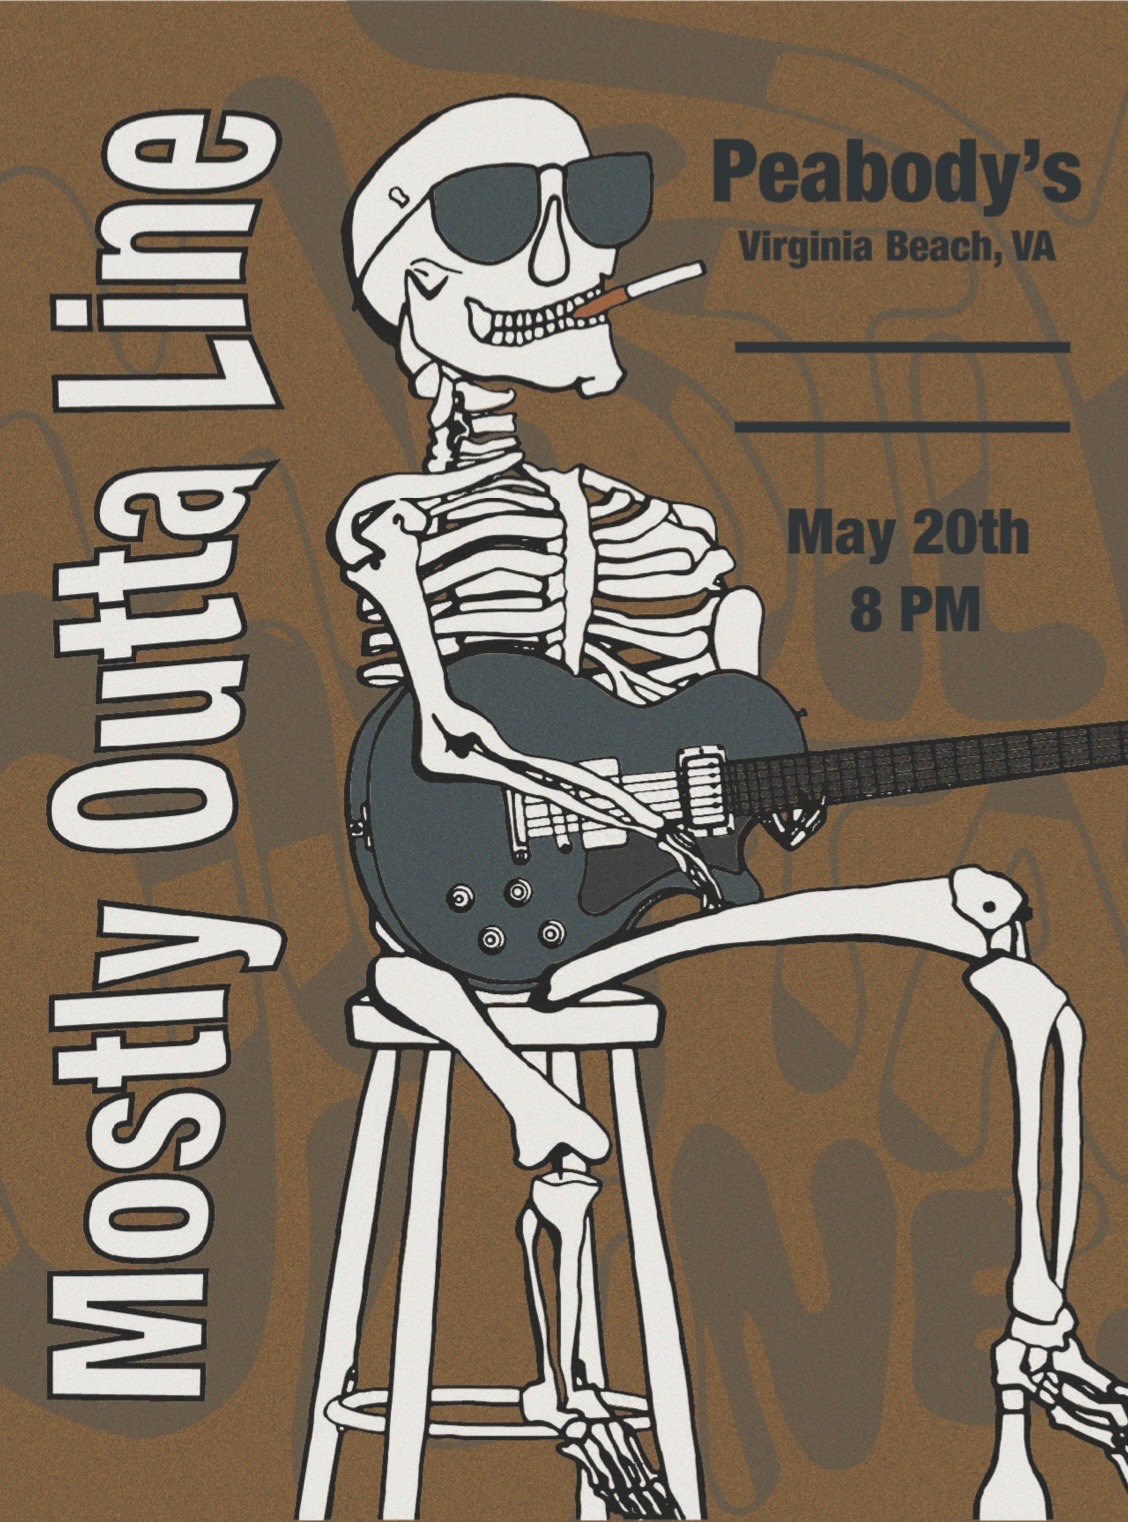 Mostly Outta Line
Peabody's
Virginia Beach, VA
May 20th
8 PM